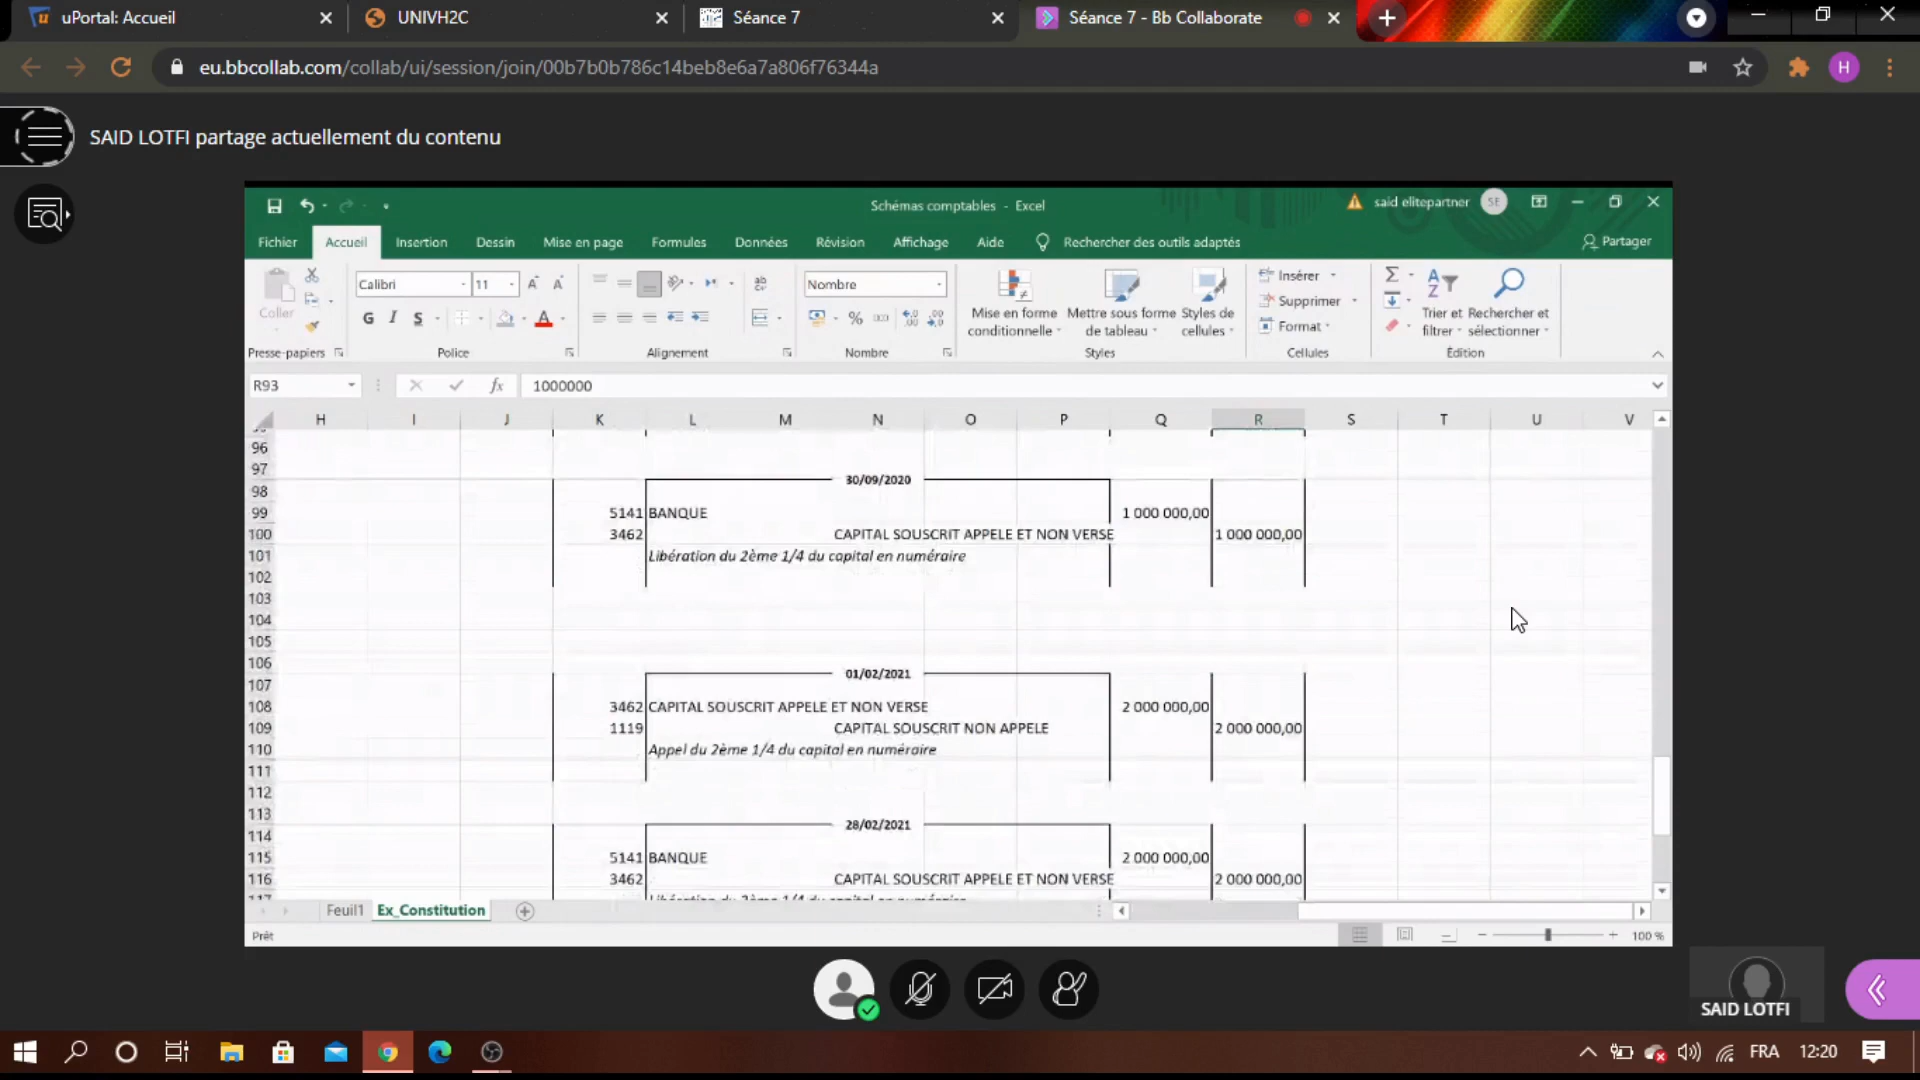 uPortal: Accueil
UNIVH2C
Séance 7
Séance 7 - Bb Collaborate
eu.bbcollab.com/collab/ui/session/join/00b7b0b786c14beb8e6a7a806f76344a
H
SAID LOTFI partage actuellement du contenu
Schémas comptables - Excel
said elitepartner
SE
Fichier Accueil Insertion Dessin Mise en page Formules Données Révision Affichage Aide Rechercher des outils adaptés Partager
Coller
Calibri 11
G I S
Nombre
Mise en forme conditionnelle
Mettre sous forme de tableau
Styles de cellules
Insérer
Supprimer
Format
Trier et filtrer
Rechercher et sélectionner
Presse-papiers Police Alignement Nombre Styles Cellules Édition
R93 fx 1000000
H I J K L M N O P Q R S T U V
96
97
30/09/2020
98
99 5141 BANQUE 1 000 000,00
100 3462 CAPITAL SOUSCRIT APPELE ET NON VERSE 1 000 000,00
101 Libération du 2ème 1/4 du capital en numéraire
102
103
104
105
106
01/02/2021
107
108 3462 CAPITAL SOUSCRIT APPELE ET NON VERSE 2 000 000,00
109 1119 CAPITAL SOUSCRIT NON APPELE 2 000 000,00
110 Appel du 2ème 1/4 du capital en numéraire
111
112
113
28/02/2021
114
115 5141 BANQUE 2 000 000,00
116 3462 CAPITAL SOUSCRIT APPELE ET NON VERSE 2 000 000,00
Feuil1 Ex_Constitution
Prêt
100 %
SAID LOTFI
FRA 12:20